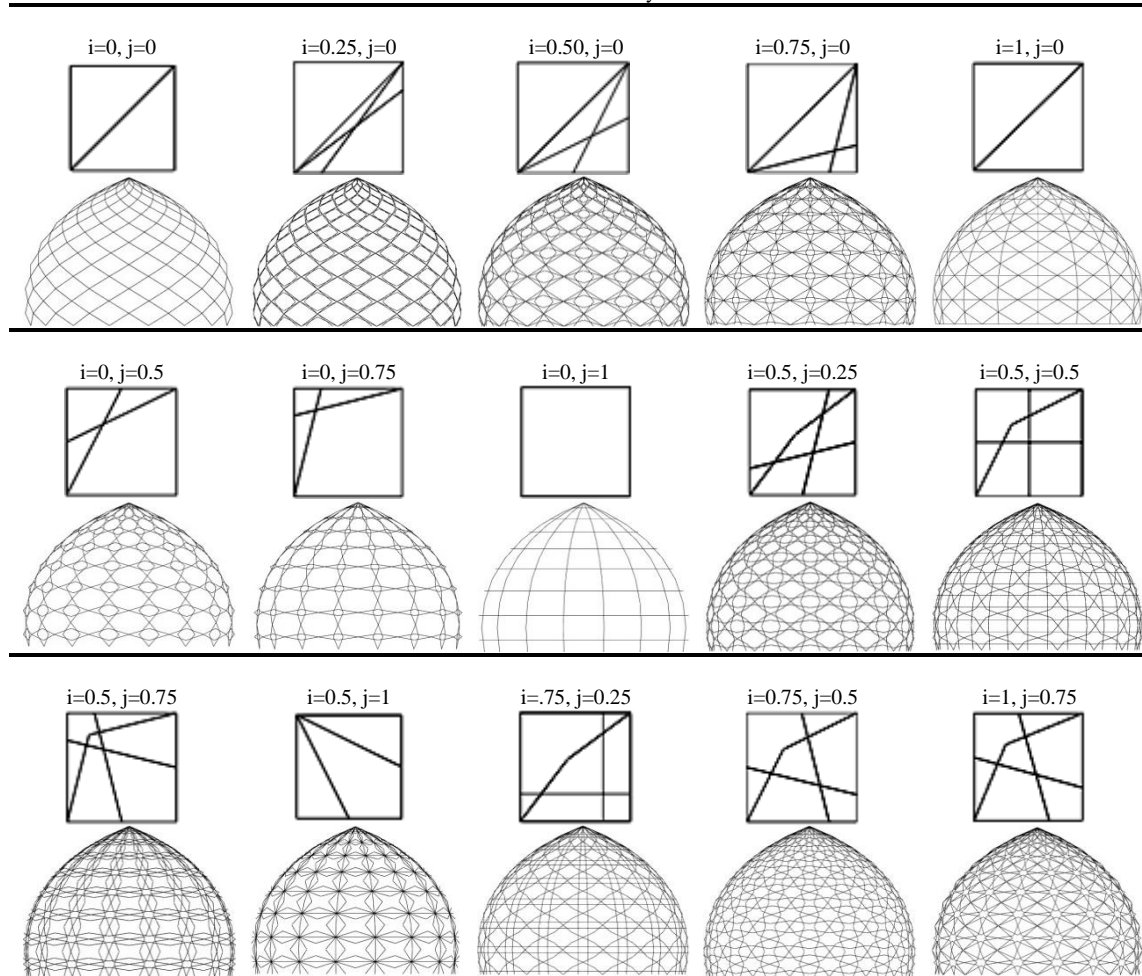 i=0, j=0 i=0.25, j=0 i=0.50, j=0 i=0.75, j=0 i=1, j=0
i=0, j=0.5 i=0, j=0.75 i=0, j=1 i=0.5, j=0.25 i=0.5, j=0.5
i=0.5, j=0.75 i=0.5, j=1 i=.75, j=0.25 i=0.75, j=0.5 i=1, j=0.75